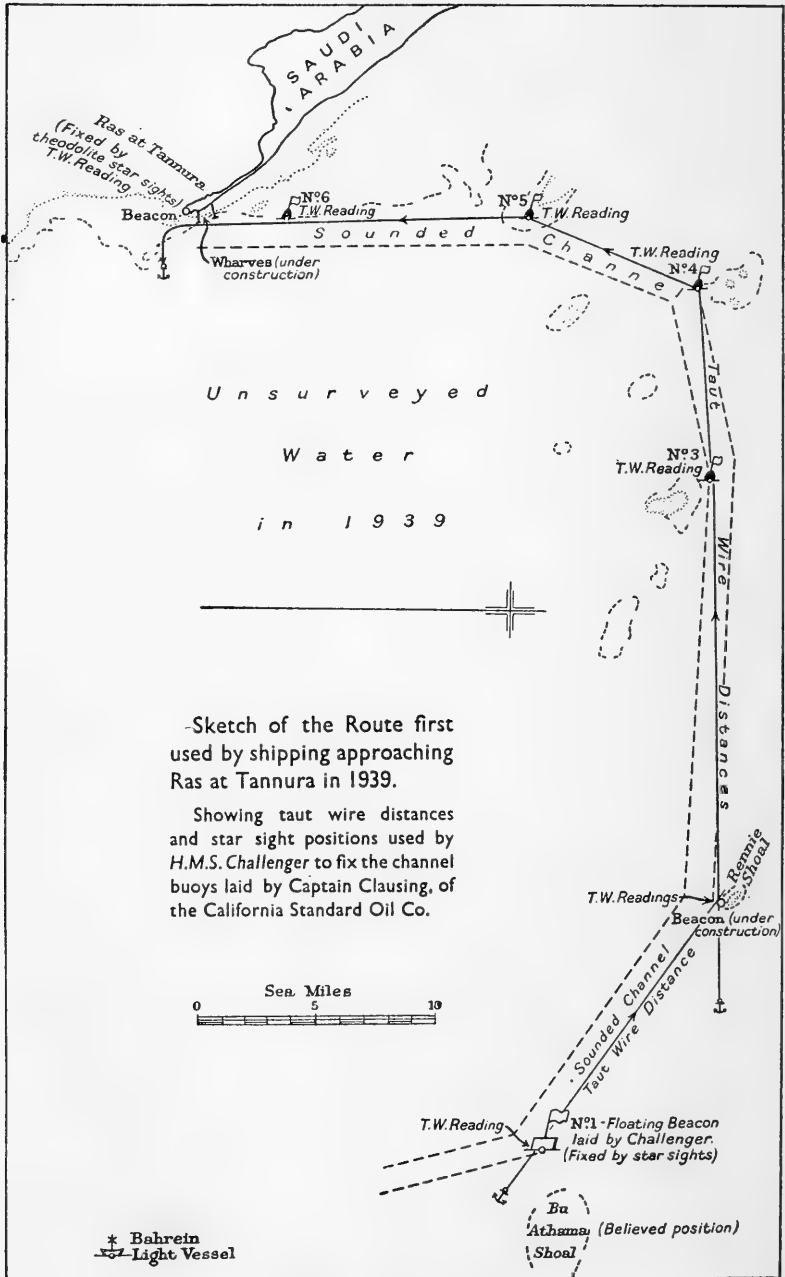 SAUDI
ARABIA
Ras at Tannura
(Fixed by
theodolite star sights)
T.W. Reading
Beacon
Wharves (under
construction)
Nº6
T.W. Reading
Nº5
T.W. Reading
Sounded Channel
T.W. Reading
Nº4
Unsurveyed
Water
in 1939
Nº3
T.W. Reading
Taut Wire Distances
Sketch of the Route first
used by shipping approaching
Ras at Tannura in 1939.
Showing taut wire distances
and star sight positions used by
H.M.S. Challenger to fix the channel
buoys laid by Captain Clausing, of
the California Standard Oil Co.
Sea Miles
0 5 10
Rennie
Shoal
T.W. Readings
Beacon (under
construction)
Sounded Channel
Taut Wire Distance
T.W. Reading
Nº1 - Floating Beacon
laid by Challenger.
(Fixed by star sights)
Bu
Athama (Believed position)
Shoal
Bahrein
Light Vessel